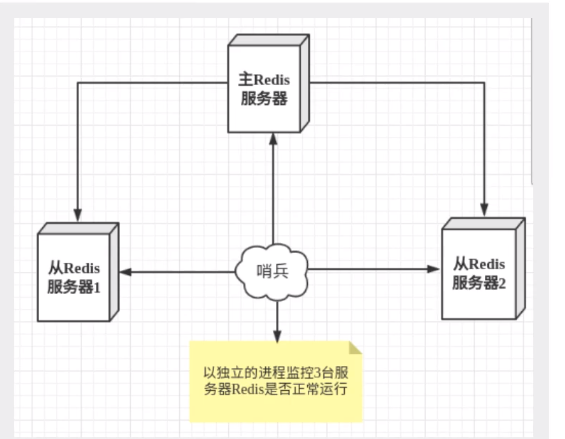 主Redis
服务器
从Redis
服务器1
哨兵
从Redis
服务器2
以独立的进程监控3台服
务器Redis是否正常运行